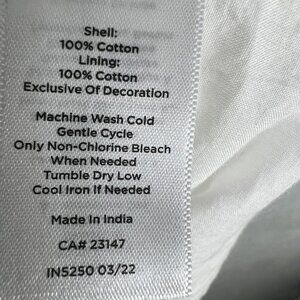 Shell:
100% Cotton
Lining:
100% Cotton
Exclusive Of Decoration
Machine Wash Cold
Gentle Cycle
Only Non-Chlorine Bleach
When Needed
Tumble Dry Low
Cool Iron If Needed
Made In India
CA# 23147
IN5250 03/22